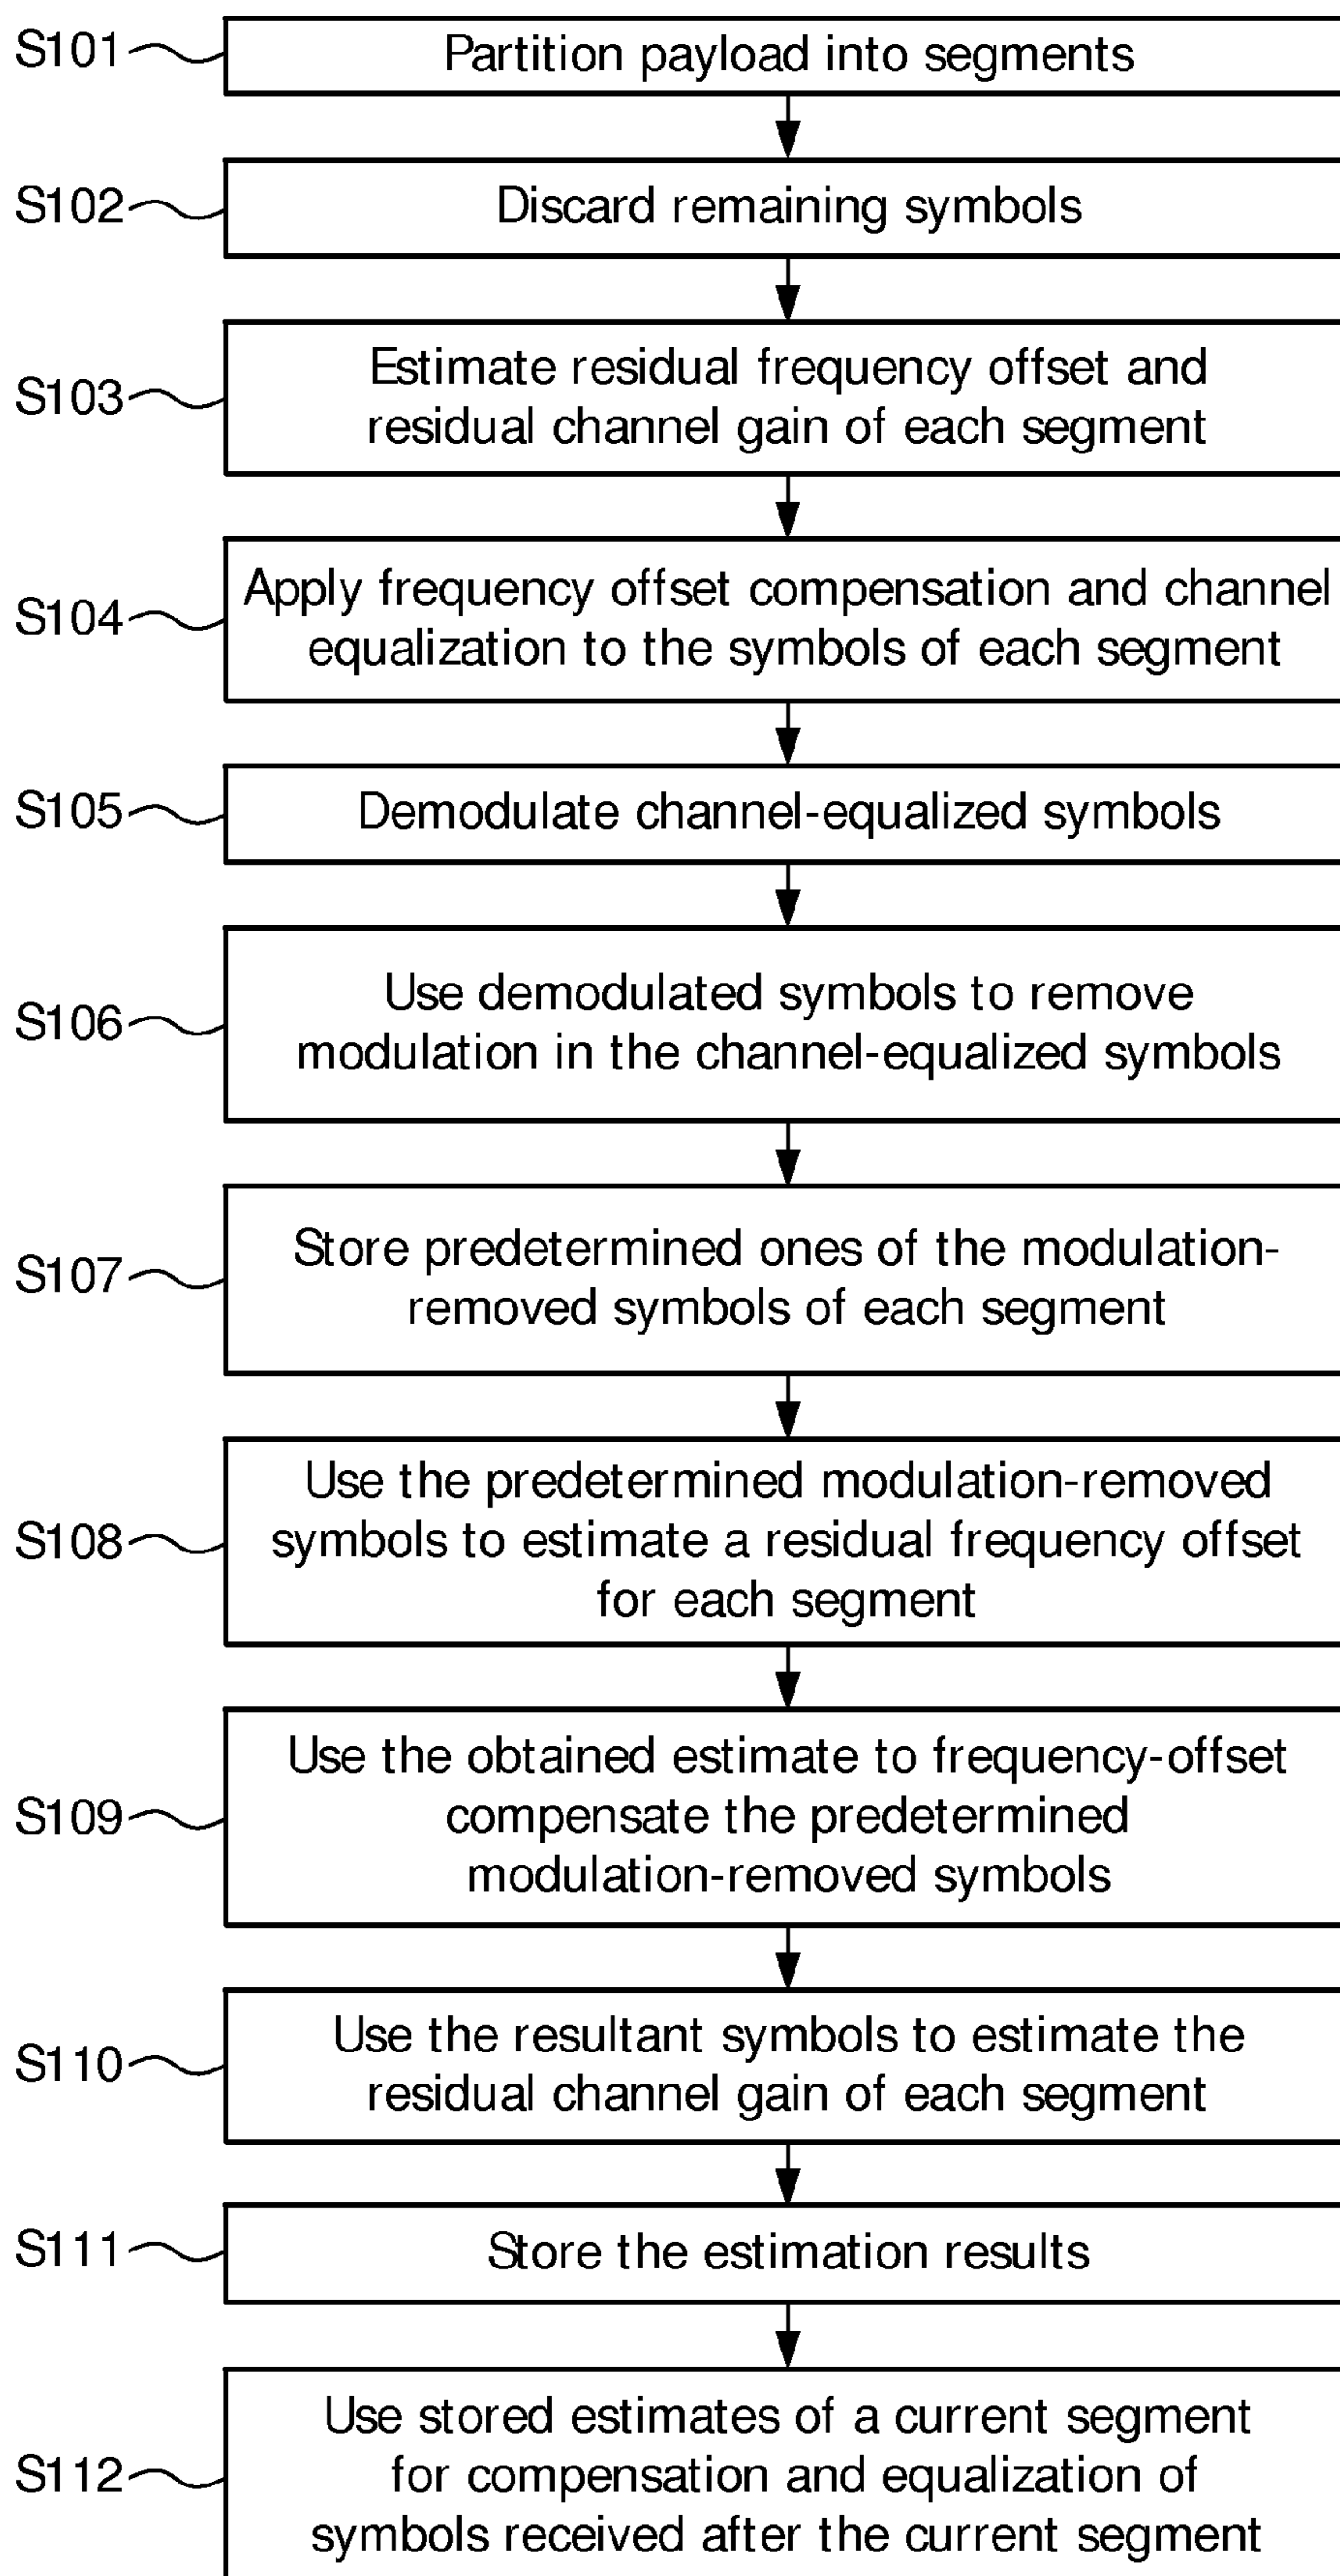 S101
Partition payload into segments
S102
Discard remaining symbols
S103
Estimate residual frequency offset and
residual channel gain of each segment
S104
Apply frequency offset compensation and channel
equalization to the symbols of each segment
S105
Demodulate channel-equalized symbols
S106
Use demodulated symbols to remove
modulation in the channel-equalized symbols
S107
Store predetermined ones of the modulation-
removed symbols of each segment
S108
Use the predetermined modulation-removed
symbols to estimate a residual frequency offset
for each segment
S109
Use the obtained estimate to frequency-offset
compensate the predetermined
modulation-removed symbols
S110
Use the resultant symbols to estimate the
residual channel gain of each segment
S111
Store the estimation results
S112
Use stored estimates of a current segment
for compensation and equalization of
symbols received after the current segment